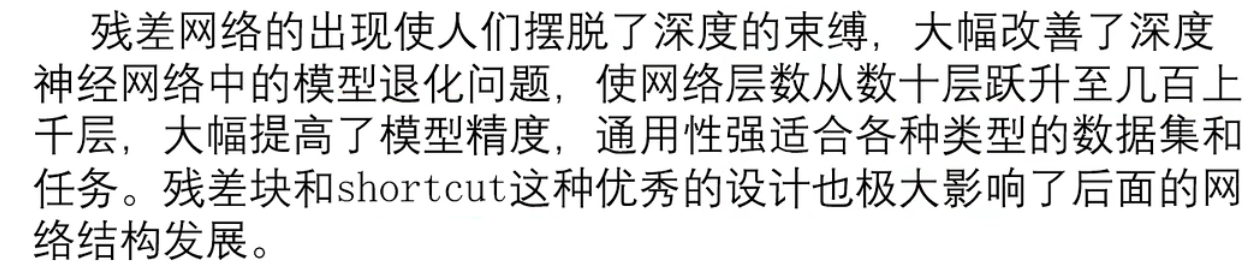 残差网络的出现使人们摆脱了深度的束缚，大幅改善了深度
神经网络中的模型退化问题，使网络层数从数十层跃升至几百上
千层，大幅提高了模型精度，通用性强适合各种类型的数据集和
任务。残差块和shortcut这种优秀的设计也极大影响了后面的网
络结构发展。